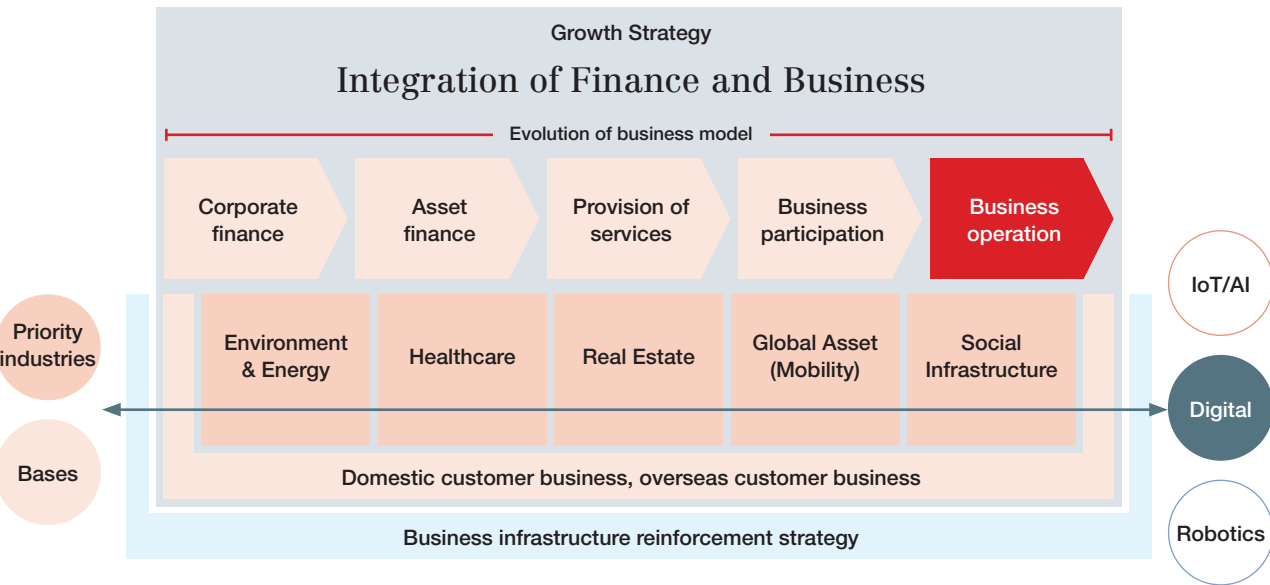 Growth Strategy
Integration of Finance and Business
Evolution of business model
Corporate
finance
Asset
finance
Provision of
services
Business
participation
Business
operation
Priority
industries
Bases
Environment
& Energy
Healthcare
Real Estate
Global Asset
(Mobility)
Social
Infrastructure
Domestic customer business, overseas customer business
Business infrastructure reinforcement strategy
IoT/AI
Digital
Robotics